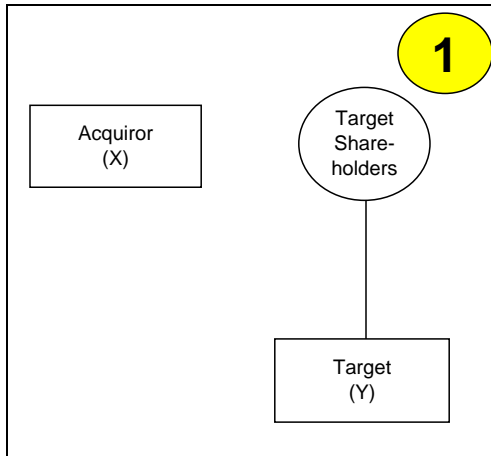 1
Acquiror
(X)
Target
Share-
holders
Target
(Y)